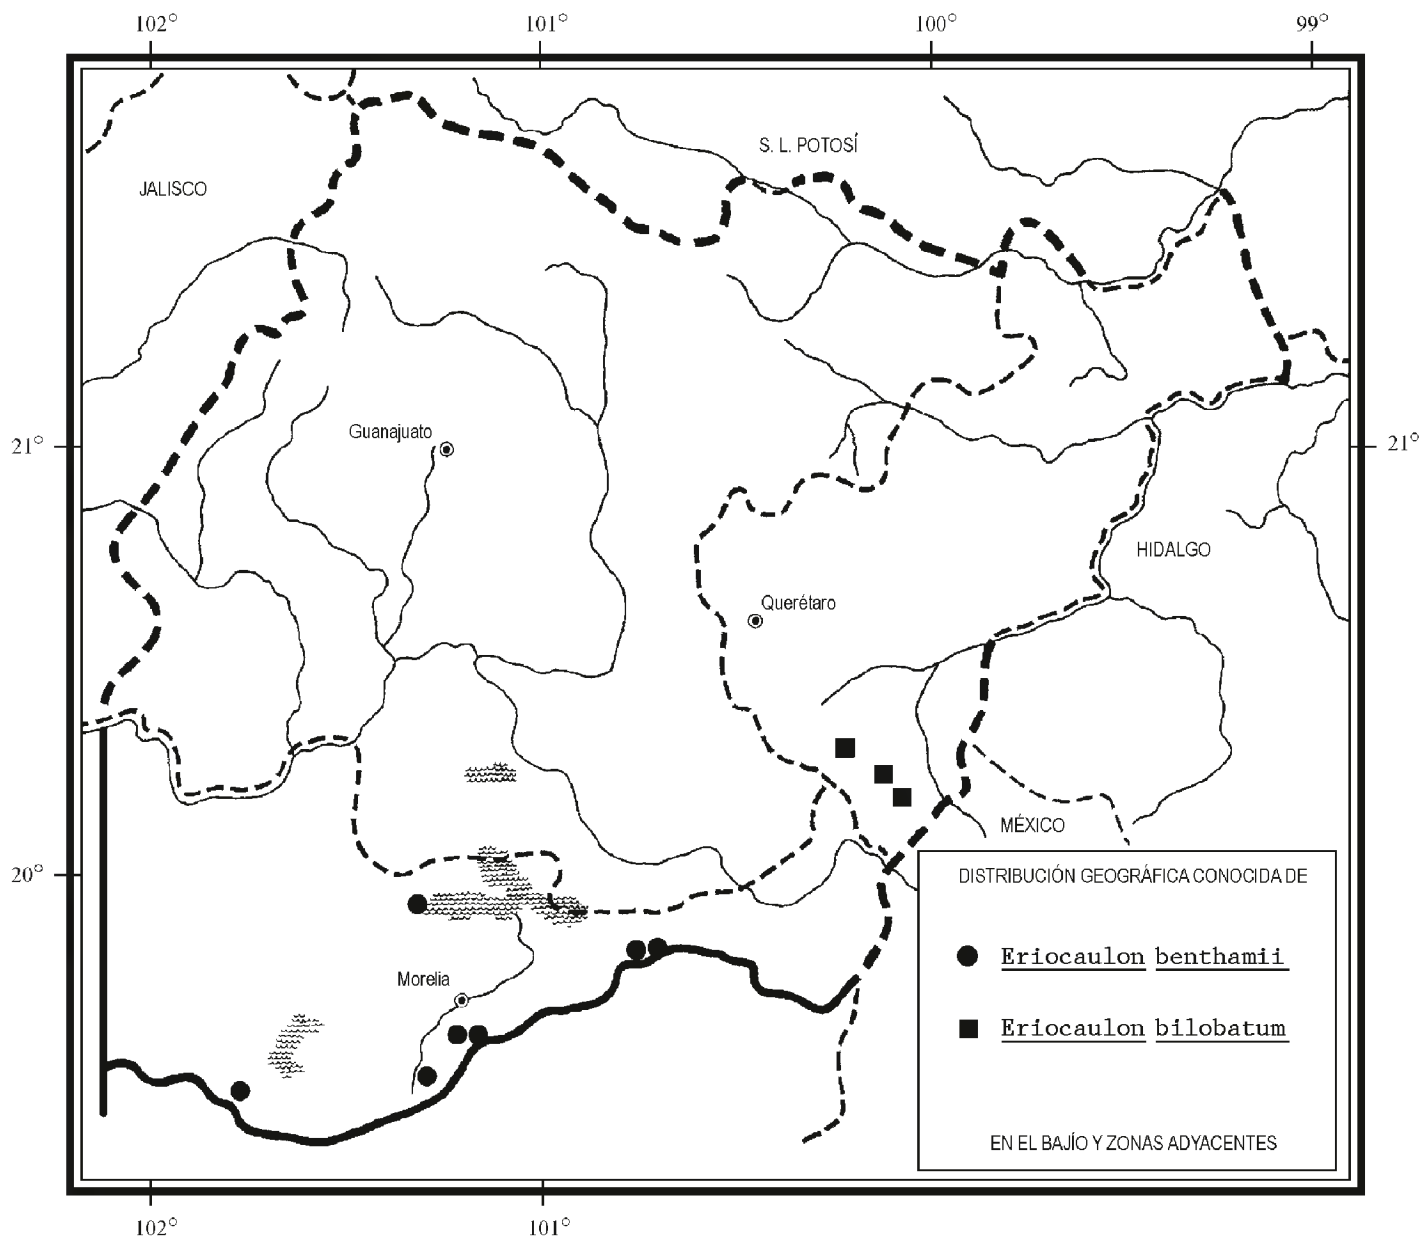 102° 101° 100° 99°
S. L. POTOSÍ
JALISCO
Guanajuato
21° 21°
HIDALGO
Querétaro
MÉXICO
20°
DISTRIBUCIÓN GEOGRÁFICA CONOCIDA DE
Eriocaulon benthamii
Morelia
Eriocaulon bilobatum
EN EL BAJÍO Y ZONAS ADYACENTES
102° 101°